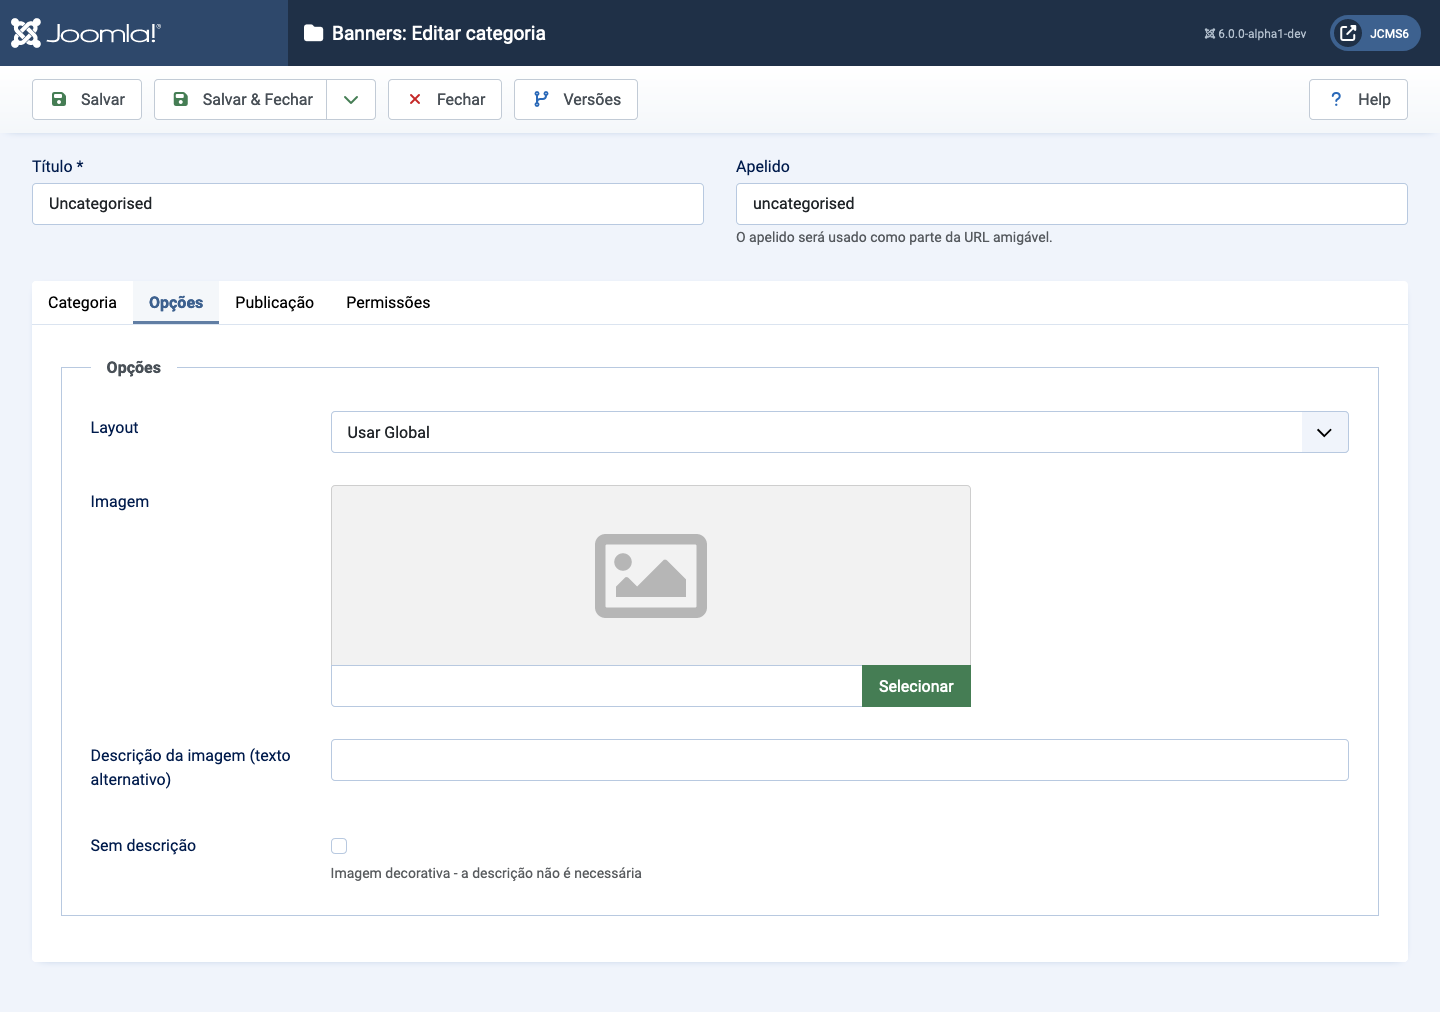 Joomla!®
Banners: Editar categoria
6.0.0-alpha1-dev
JCMS6
Salvar
Salvar & Fechar
Fechar
Versões
? Help
Título *
Apelido
Uncategorised
uncategorised
O apelido será usado como parte da URL amigável.
Categoria
Opções
Publicação
Permissões
Opções
Layout
Usar Global
Imagem
Selecionar
Descrição da imagem (texto
alternativo)
Sem descrição
Imagem decorativa - a descrição não é necessária